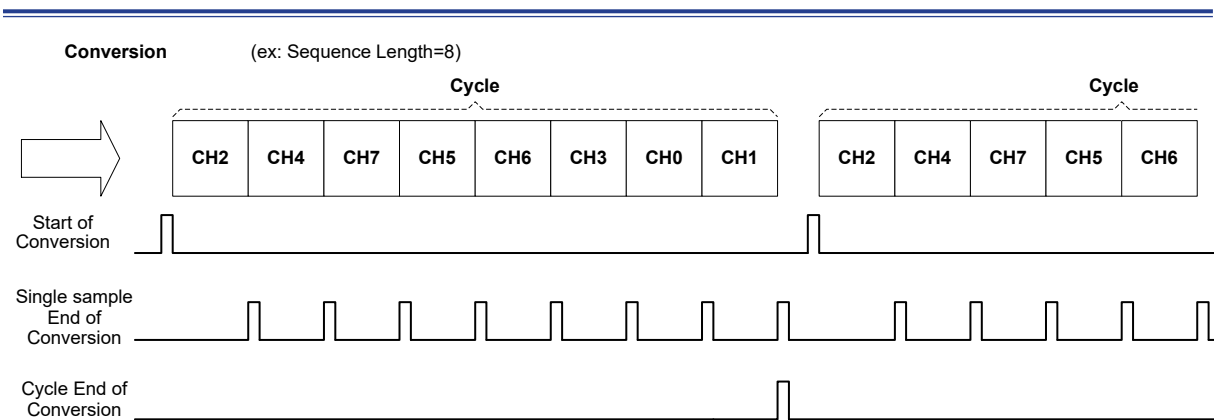 Conversion (ex: Sequence Length=8)
Cycle Cycle
CH2 CH4 CH7 CH5 CH6 CH3 CH0 CH1 CH2 CH4 CH7 CH5 CH6
Start of
Conversion
Single sample
End of
Conversion
Cycle End of
Conversion